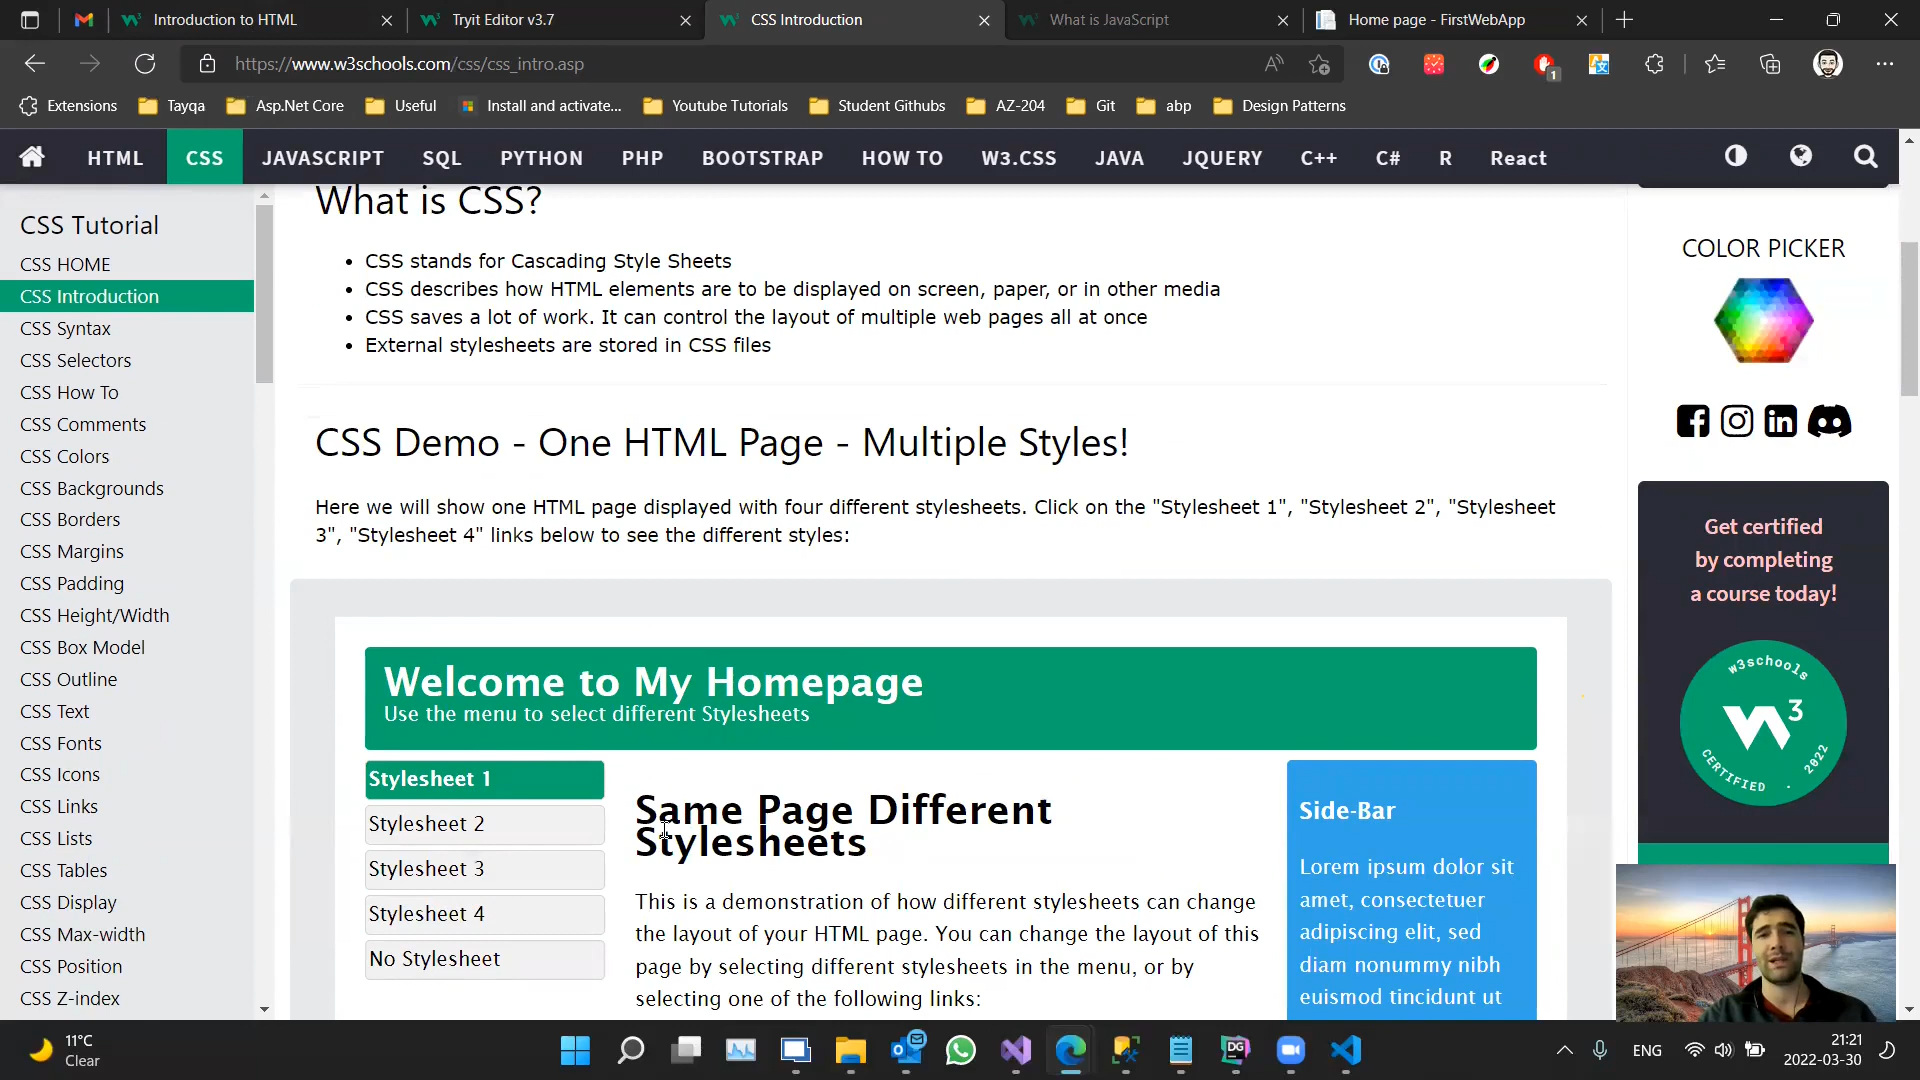 Introduction to HTML
Tryit Editor v3.7
CSS Introduction
What is JavaScript
Home page - FirstWebApp
https://www.w3schools.com/css/css_intro.asp
1
Extensions
Tayqa
Asp.Net Core
Useful
Install and activate...
Youtube Tutorials
Student Githubs
AZ-204
Git
abp
Design Patterns
HTML
CSS
JAVASCRIPT
SQL
PYTHON
PHP
BOOTSTRAP
HOW TO
W3.CSS
JAVA
JQUERY
C++
C#
R
React
CSS Tutorial
CSS HOME
CSS Introduction
CSS Syntax
CSS Selectors
CSS How To
CSS Comments
CSS Colors
CSS Backgrounds
CSS Borders
CSS Margins
CSS Padding
CSS Height/Width
CSS Box Model
CSS Outline
CSS Text
CSS Fonts
CSS Icons
CSS Links
CSS Lists
CSS Tables
CSS Display
CSS Max-width
CSS Position
CSS Z-index
What is CSS?
CSS stands for Cascading Style Sheets
CSS describes how HTML elements are to be displayed on screen, paper, or in other media
CSS saves a lot of work. It can control the layout of multiple web pages all at once
External stylesheets are stored in CSS files
CSS Demo - One HTML Page - Multiple Styles!
Here we will show one HTML page displayed with four different stylesheets. Click on the "Stylesheet 1", "Stylesheet 2", "Stylesheet
3", "Stylesheet 4" links below to see the different styles:
Welcome to My Homepage
Use the menu to select different Stylesheets
Stylesheet 1
Stylesheet 2
Stylesheet 3
Stylesheet 4
No Stylesheet
Same Page Different
Stylesheets
This is a demonstration of how different stylesheets can change
the layout of your HTML page. You can change the layout of this
page by selecting different stylesheets in the menu, or by
selecting one of the following links:
Side-Bar
Lorem ipsum dolor sit
amet, consectetuer
adipiscing elit, sed
diam nonummy nibh
euismod tincidunt ut
COLOR PICKER
Get certified
by completing
a course today!
w3schools
W3
CERTIFIED . 2022
11°C
Clear
DG
ENG
21:21
2022-03-30